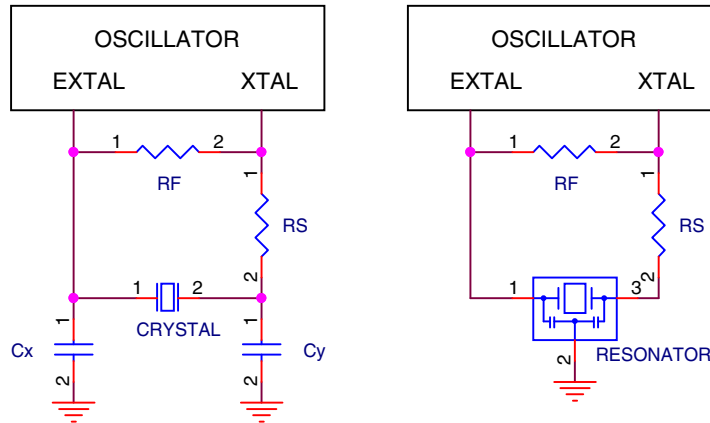 OSCILLATOR
EXTAL XTAL
1 2
RF
1
RS
2
1 2
CRYSTAL
1
Cx
2
1
Cy
2
OSCILLATOR
EXTAL XTAL
1 2
RF
1
RS
2
1 3
2
RESONATOR